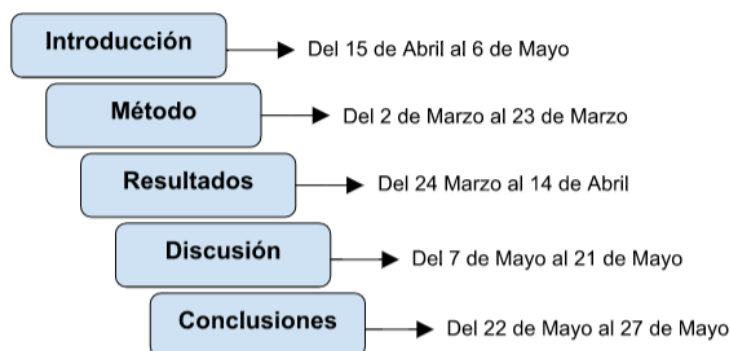 Introducción
Del 15 de Abril al 6 de Mayo
Método
Del 2 de Marzo al 23 de Marzo
Resultados
Del 24 Marzo al 14 de Abril
Discusión
Del 7 de Mayo al 21 de Mayo
Conclusiones
Del 22 de Mayo al 27 de Mayo